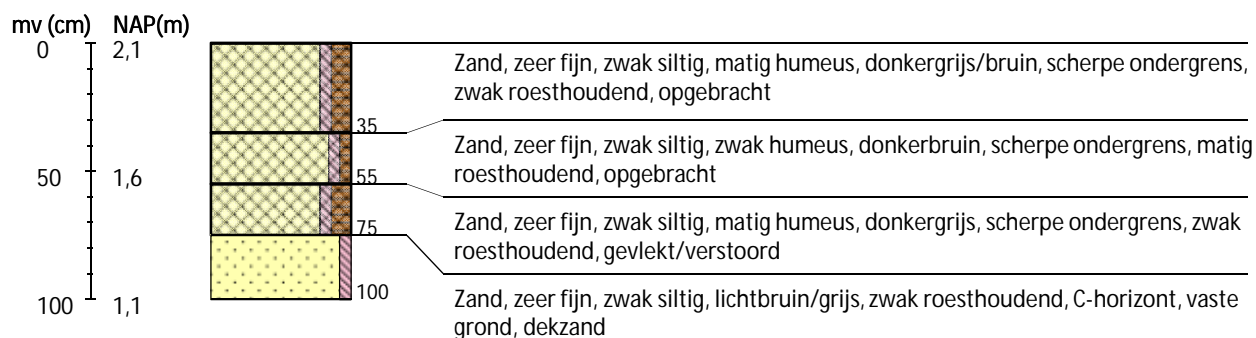 mv (cm) NAP(m)
0 2,1
Zand, zeer fijn, zwak siltig, matig humeus, donkergrijs/bruin, scherpe ondergrens,
zwak roesthoudend, opgebracht
35
Zand, zeer fijn, zwak siltig, zwak humeus, donkerbruin, scherpe ondergrens, matig
roesthoudend, opgebracht
50 1,6
55
Zand, zeer fijn, zwak siltig, matig humeus, donkergrijs, scherpe ondergrens, zwak
roesthoudend, gevlekt/verstoord
75
100
Zand, zeer fijn, zwak siltig, lichtbruin/grijs, zwak roesthoudend, C-horizont, vaste
grond, dekzand
100 1,1